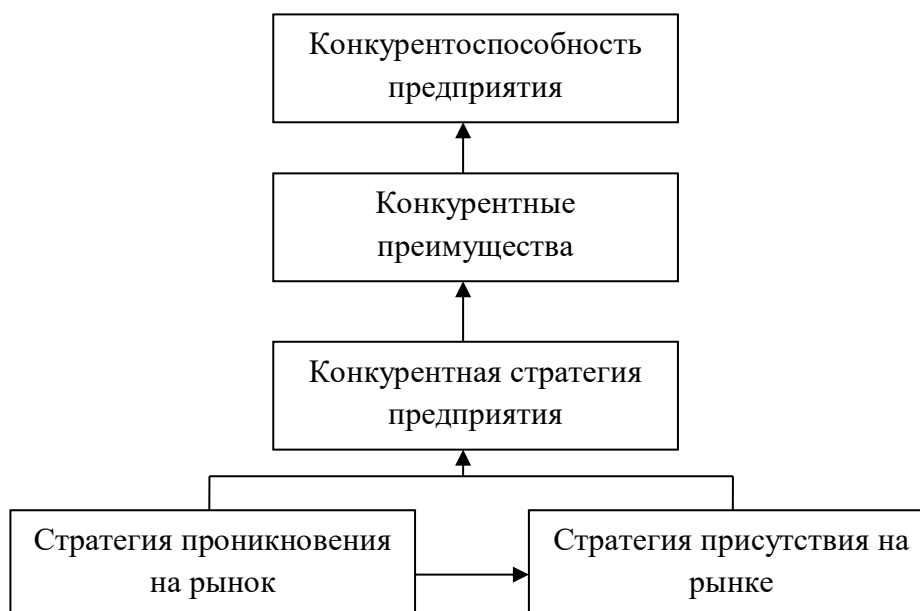 Конкурентоспособность
предприятия
Конкурентные
преимущества
Конкурентная стратегия
предприятия
Стратегия проникновения
на рынок
Стратегия присутствия на
рынке